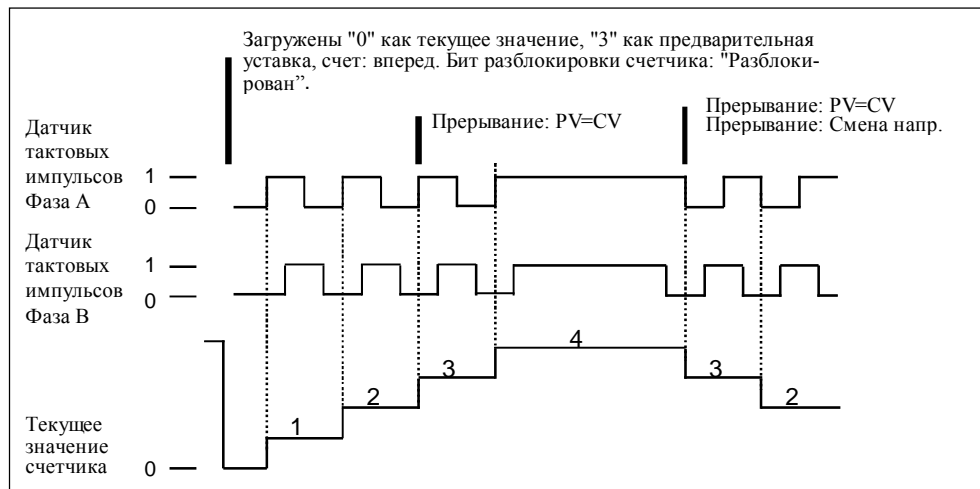 Загружены "0" как текущее значение, "3" как предварительная
уставка, счет: вперед. Бит разблокировки счетчика: "Разблоки-
рован”.
Прерывание: PV=CV
Прерывание: PV=CV
Прерывание: Смена напр.
Датчик
тактовых
импульсов
Фаза А
1
0
Датчик
тактовых
импульсов
Фаза В
1
0
Текущее
значение
счетчика
0
1
2
3
4
3
2